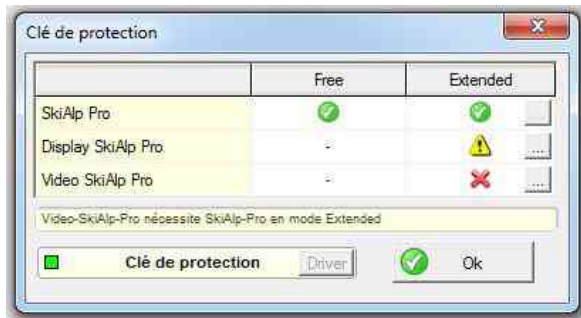 Clé de protection
Free Extended
SkiAlp Pro
Display SkiAlp Pro - ...
Video SkiAlp Pro - ...
Video-SkiAlp-Pro nécessite SkiAlp-Pro en mode Extended
Clé de protection Driver Ok